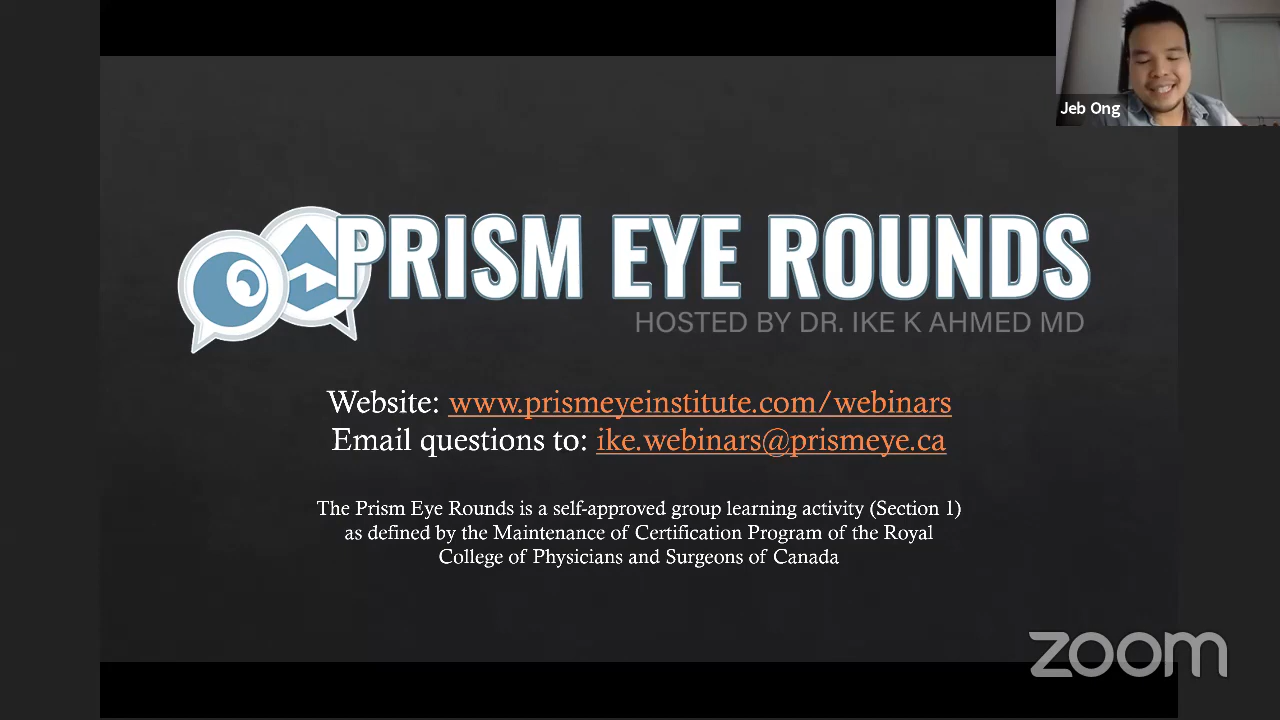 Jeb Ong
PRISM EYE ROUNDS
HOSTED BY DR. IKE K AHMED MD
Website: www.prismeyeinstitute.com/webinars
Email questions to: ike.webinars@prismeye.ca
The Prism Eye Rounds is a self-approved group learning activity (Section 1)
as defined by the Maintenance of Certification Program of the Royal
College of Physicians and Surgeons of Canada
zoom